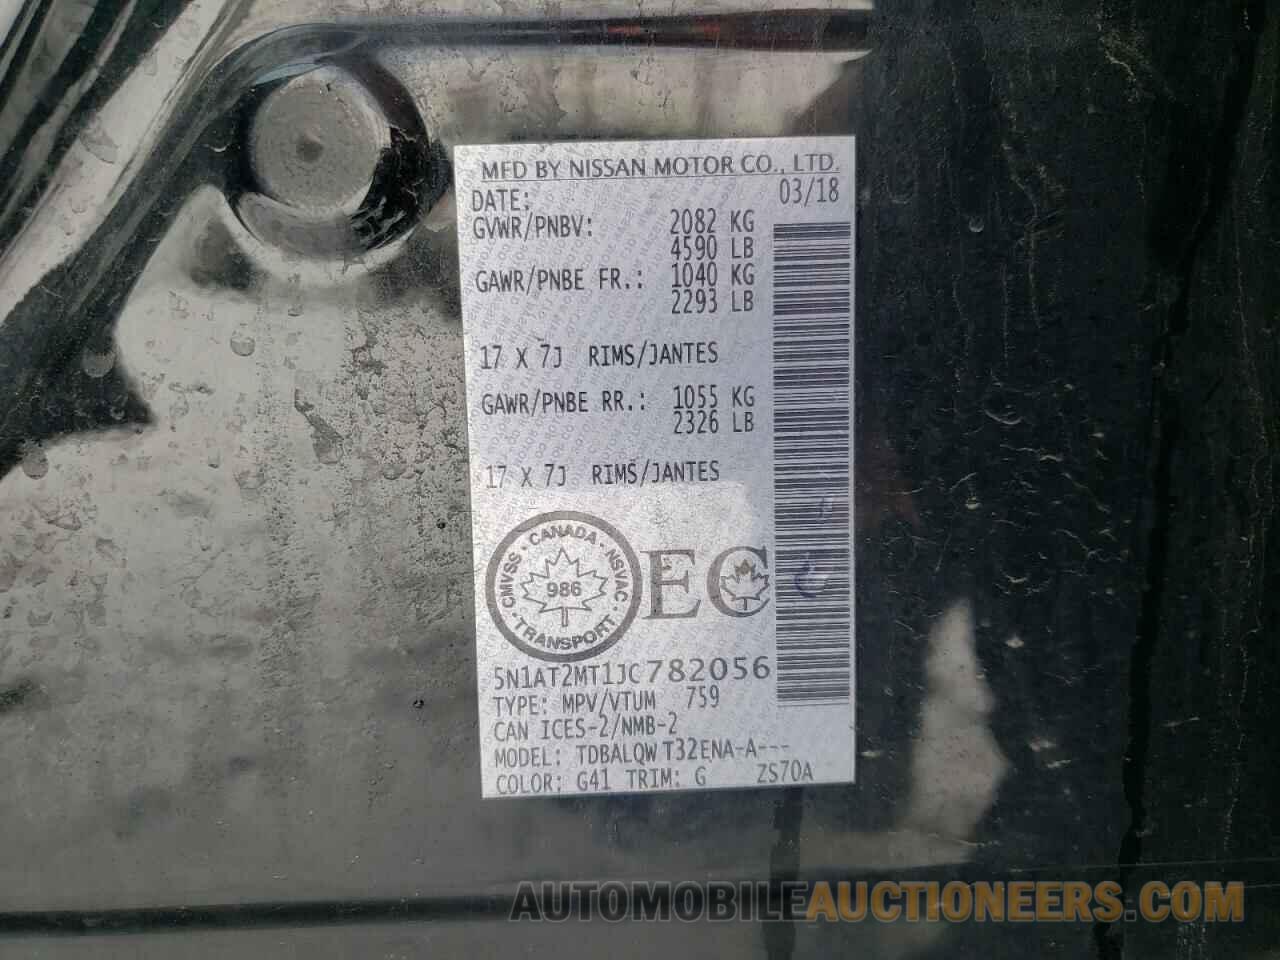 MFD BY NISSAN MOTOR CO., LTD.
DATE: 03/18
GVWR/PNBV: 2082 KG
4590 LB
GAWR/PNBE FR.: 1040 KG
2293 LB
17 X 7J RIMS/JANTES
GAWR/PNBE RR.: 1055 KG
2326 LB
17 X 7J RIMS/JANTES
CMVSS · CANADA · NSVAC · TRANSPORT ·
986
EC
5N1AT2MT1JC782056
TYPE: MPV/VTUM 759
CAN ICES-2/NMB-2
MODEL: TDBALQW T32ENA-A---
COLOR: G41 TRIM: G ZS70A
AUTOMOBILEAUCTIONEERS.COM